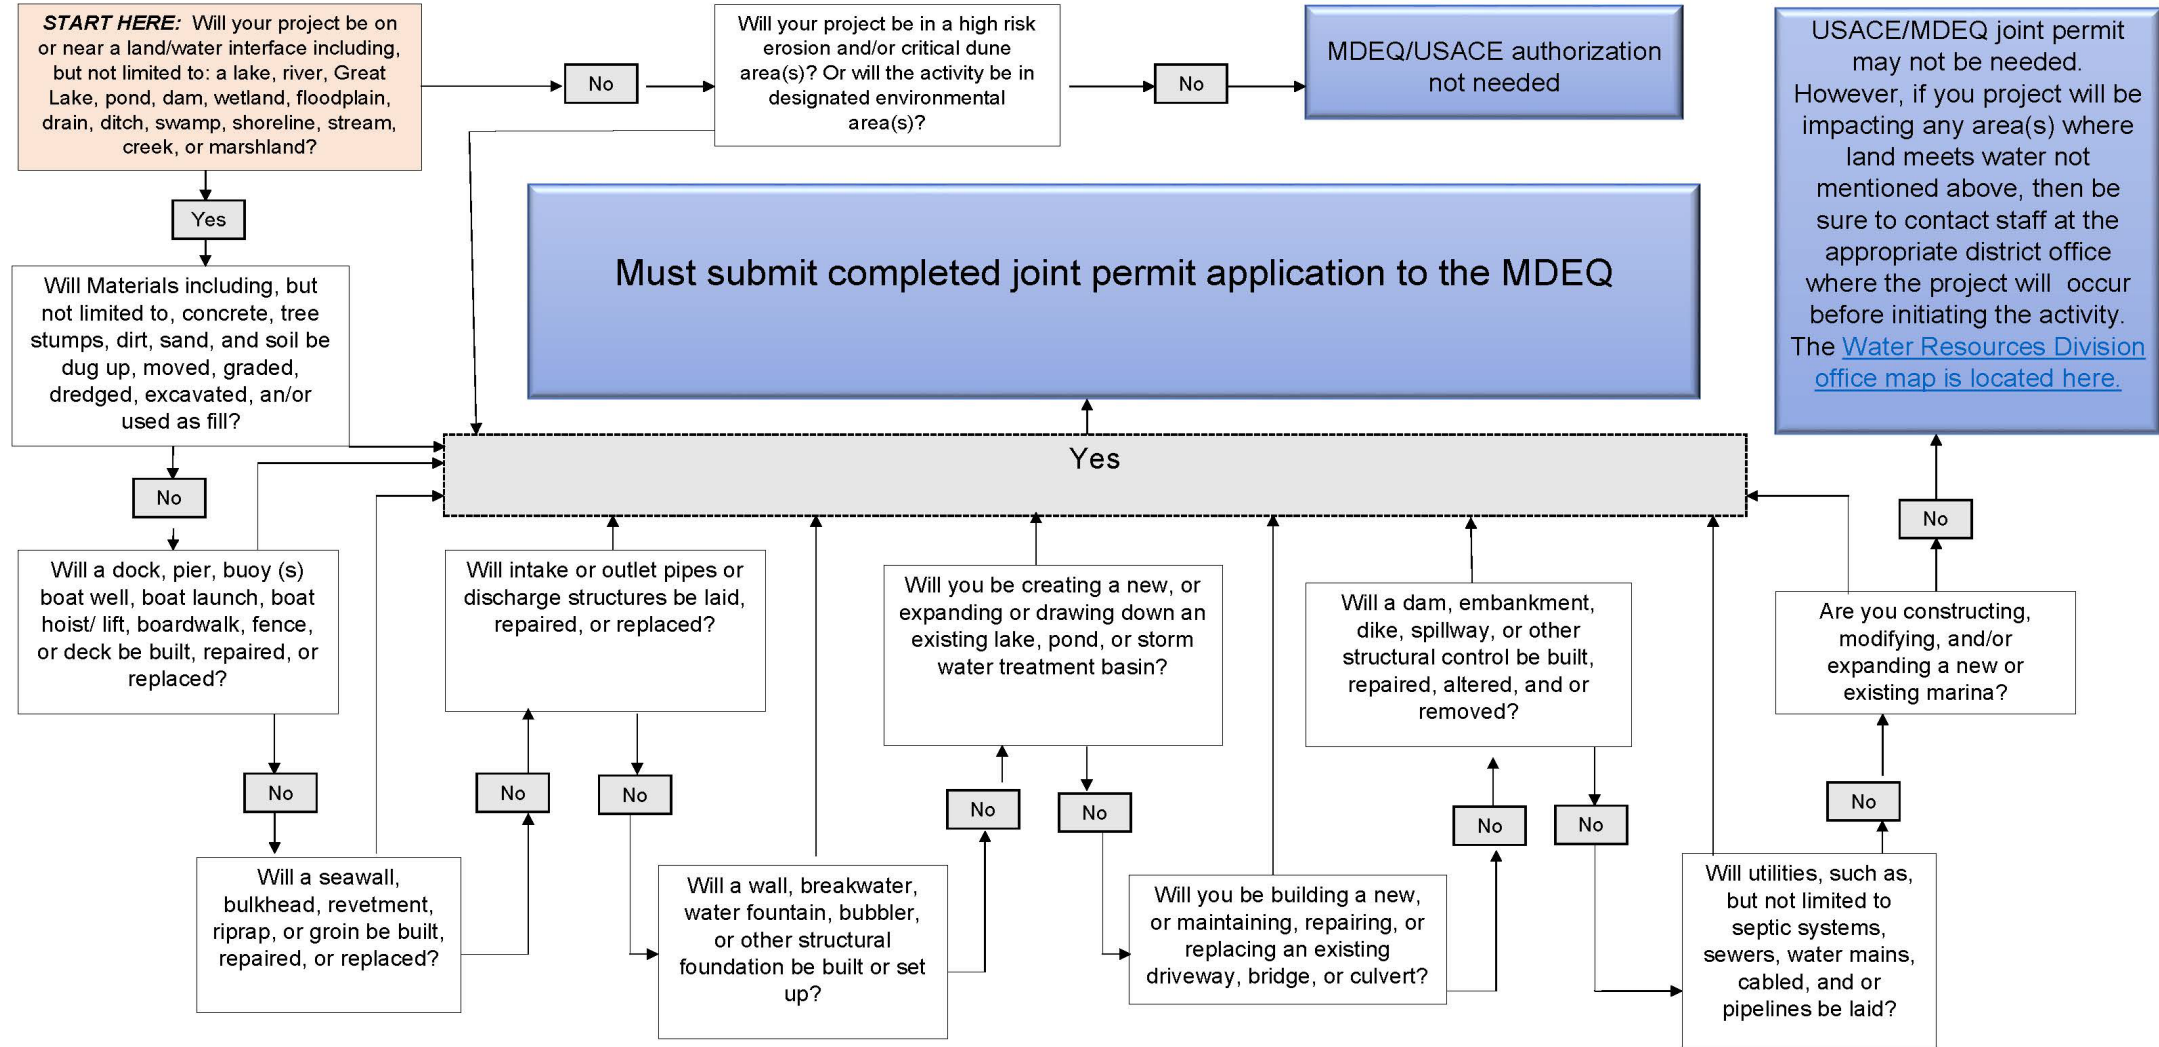 START HERE: Will your project be on
or near a land/water interface including,
but not limited to: a lake, river, Great
Lake, pond, dam, wetland, floodplain,
drain, ditch, swamp, shoreline, stream,
creek, or marshland?
No
Will your project be in a high risk
erosion and/or critical dune
area(s)? Or will the activity be in
designated environmental
area(s)?
No
MDEQ/USACE authorization
not needed
USACE/MDEQ joint permit
may not be needed.
However, if you project will be
impacting any area(s) where
land meets water not
mentioned above, then be
sure to contact staff at the
appropriate district office
where the project will occur
before initiating the activity.
The Water Resources Division
office map is located here.
Yes
Must submit completed joint permit application to the MDEQ
Will Materials including, but
not limited to, concrete, tree
stumps, dirt, sand, and soil be
dug up, moved, graded,
dredged, excavated, an/or
used as fill?
Yes
No
No
Will a dock, pier, buoy (s)
boat well, boat launch, boat
hoist/ lift, boardwalk, fence,
or deck be built, repaired, or
replaced?
Will intake or outlet pipes or
discharge structures be laid,
repaired, or replaced?
Will you be creating a new, or
expanding or drawing down an
existing lake, pond, or storm
water treatment basin?
Will a dam, embankment,
dike, spillway, or other
structural control be built,
repaired, altered, and or
removed?
Are you constructing,
modifying, and/or
expanding a new or
existing marina?
No
No
No
No
No
No
No
No
Will a seawall,
bulkhead, revetment,
riprap, or groin be built,
repaired, or replaced?
Will a wall, breakwater,
water fountain, bubbler,
or other structural
foundation be built or set
up?
Will you be building a new,
or maintaining, repairing, or
replacing an existing
driveway, bridge, or culvert?
Will utilities, such as,
but not limited to
septic systems,
sewers, water mains,
cabled, and or
pipelines be laid?